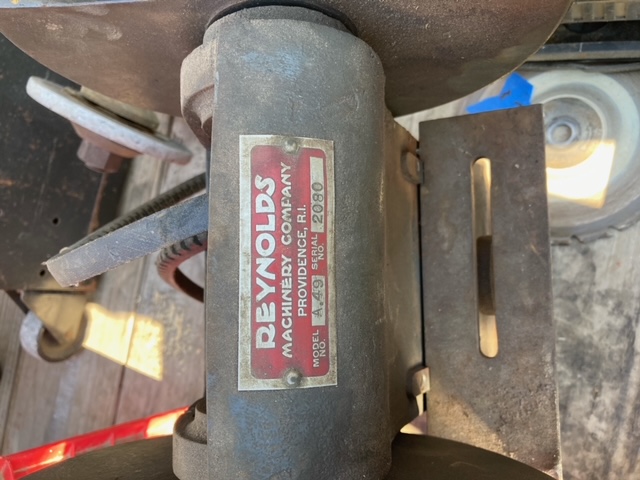 REYNOLDS
MACHINERY COMPANY
PROVIDENCE, R.I.
MODEL NO. A-49 SERIAL NO. 2080